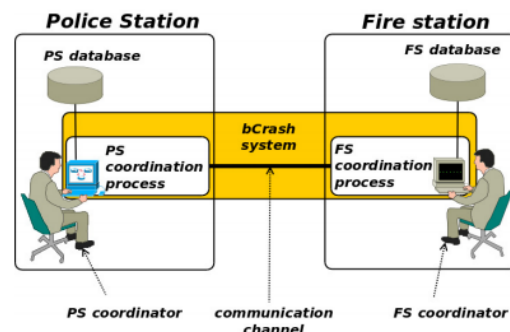 Police Station
Fire station
PS database
FS database
bCrash
system
PS
coordination
process
FS
coordination
process
PS coordinator
communication
channel
FS coordinator